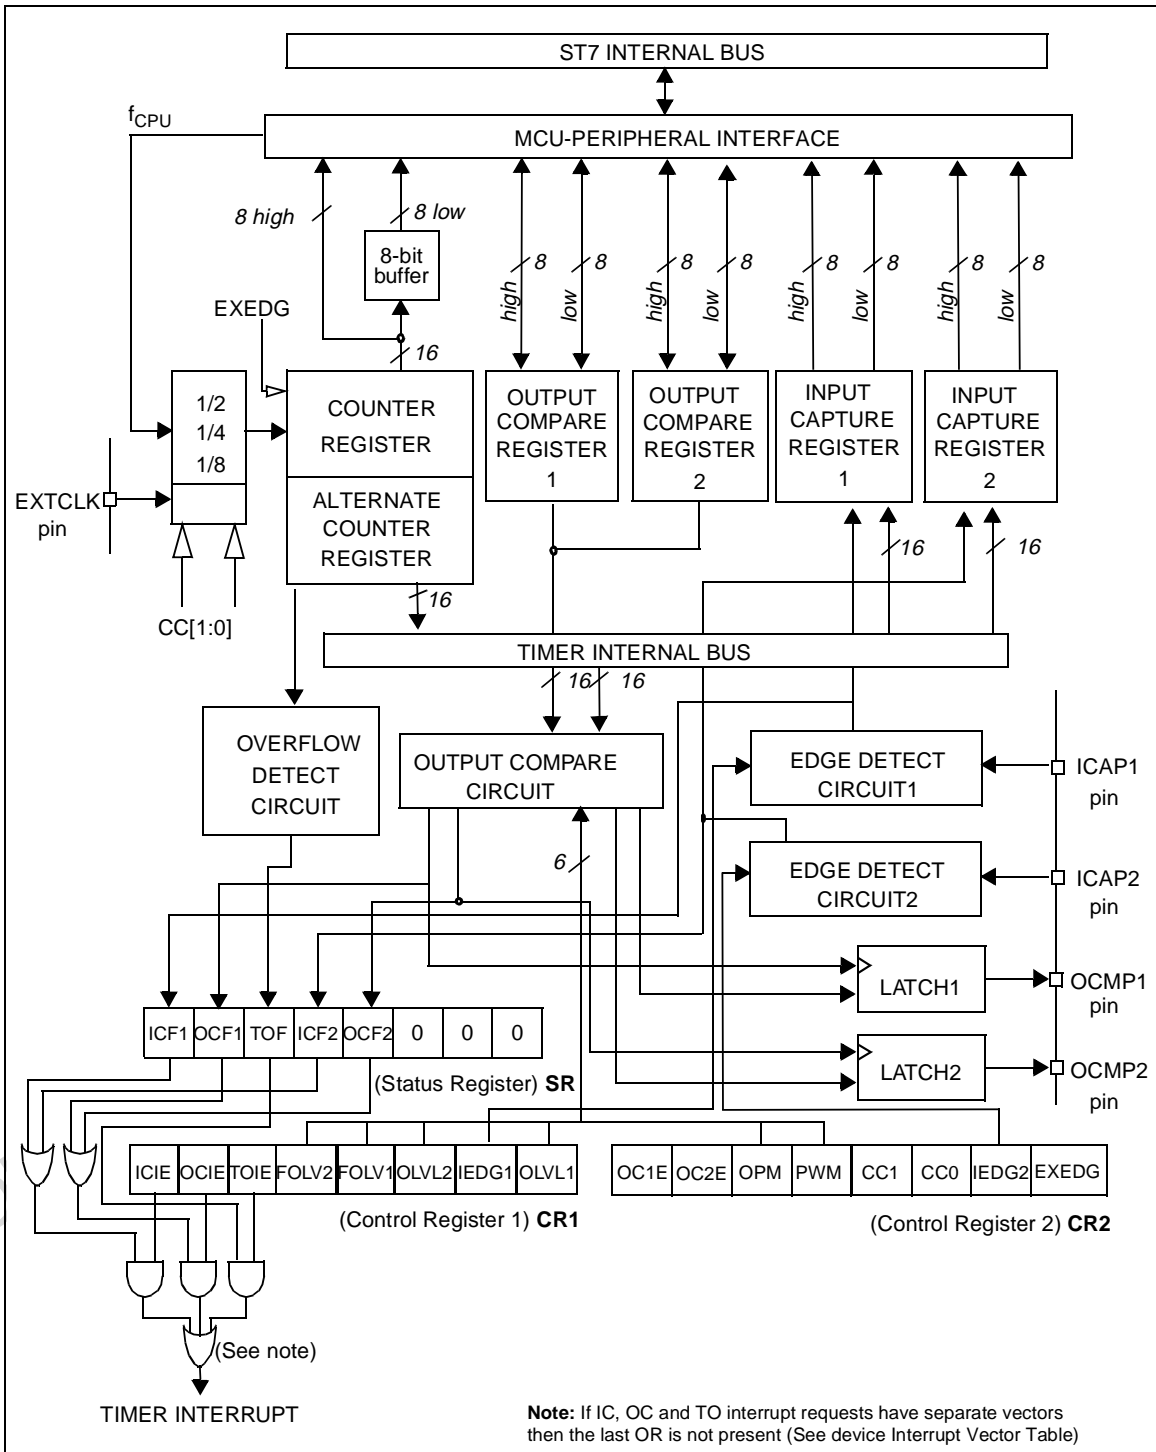 ST7 INTERNAL BUS
fCPU
MCU-PERIPHERAL INTERFACE
8 high
8 low
8-bit
buffer
high
8
low
8
high
8
low
8
high
8
low
8
high
8
low
8
EXEDG
16
1/2
1/4
1/8
COUNTER
REGISTER
ALTERNATE
COUNTER
REGISTER
OUTPUT
COMPARE
REGISTER
1
OUTPUT
COMPARE
REGISTER
2
INPUT
CAPTURE
REGISTER
1
INPUT
CAPTURE
REGISTER
2
EXTCLK
pin
CC[1:0]
16
16
16
TIMER INTERNAL BUS
16
16
OVERFLOW
DETECT
CIRCUIT
OUTPUT COMPARE
CIRCUIT
6
EDGE DETECT
CIRCUIT1
ICAP1
pin
EDGE DETECT
CIRCUIT2
ICAP2
pin
LATCH1
OCMP1
pin
LATCH2
OCMP2
pin
ICF1 OCF1 TOF ICF2 OCF2 0 0 0
(Status Register) SR
ICIE OCIE TOIE FOLV2 FOLV1 OLVL2 IEDG1 OLVL1
(Control Register 1) CR1
OC1E OC2E OPM PWM CC1 CC0 IEDG2 EXEDG
(Control Register 2) CR2
(See note)
TIMER INTERRUPT
Note: If IC, OC and TO interrupt requests have separate vectors
then the last OR is not present (See device Interrupt Vector Table)